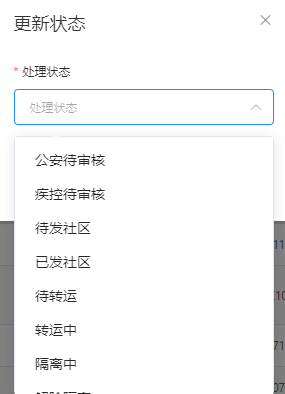 更新状态
* 处理状态
处理状态
公安待审核
疾控待审核
待发社区
已发社区
待转运
转运中
隔离中